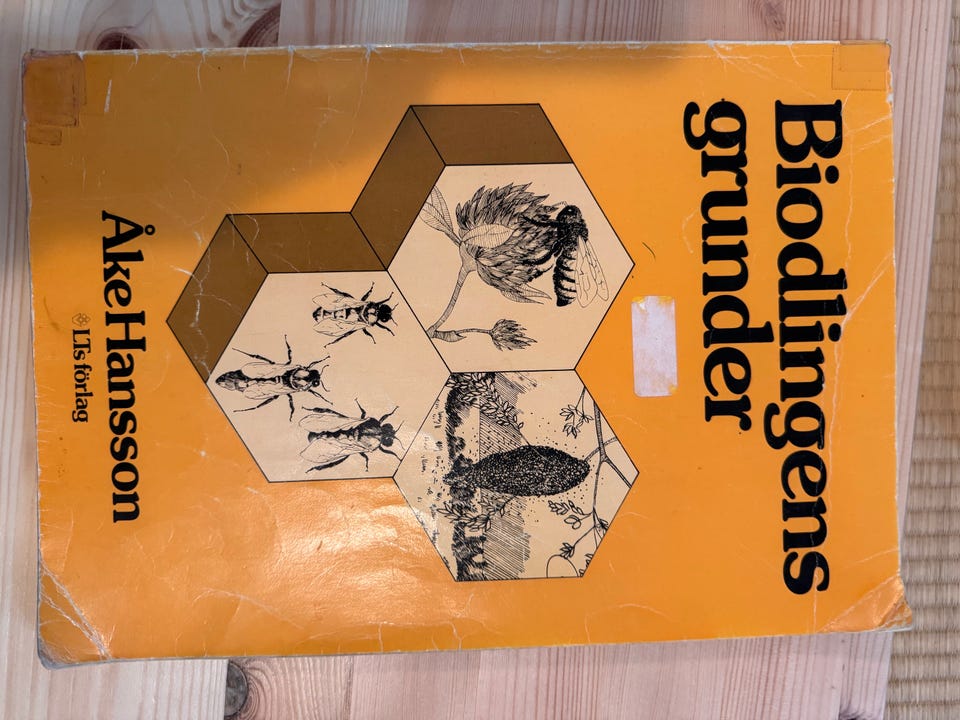 Biodlingens
grunder
Åke Hansson
LTs förlag